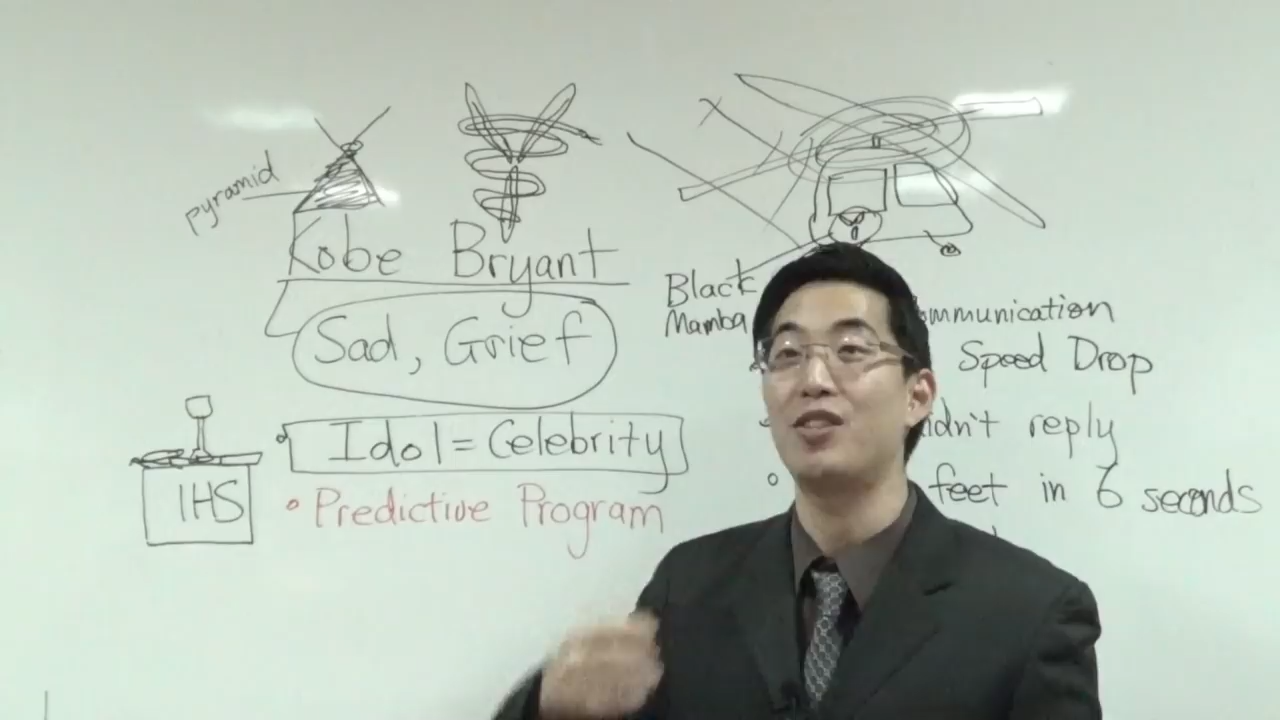 pyramid
Kobe Bryant
Sad, Grief
Idol = Celebrity
IHS
• Predictive Program
Black
Mamba
mmunication
Speed Drop
dn't reply
feet in 6 seconds